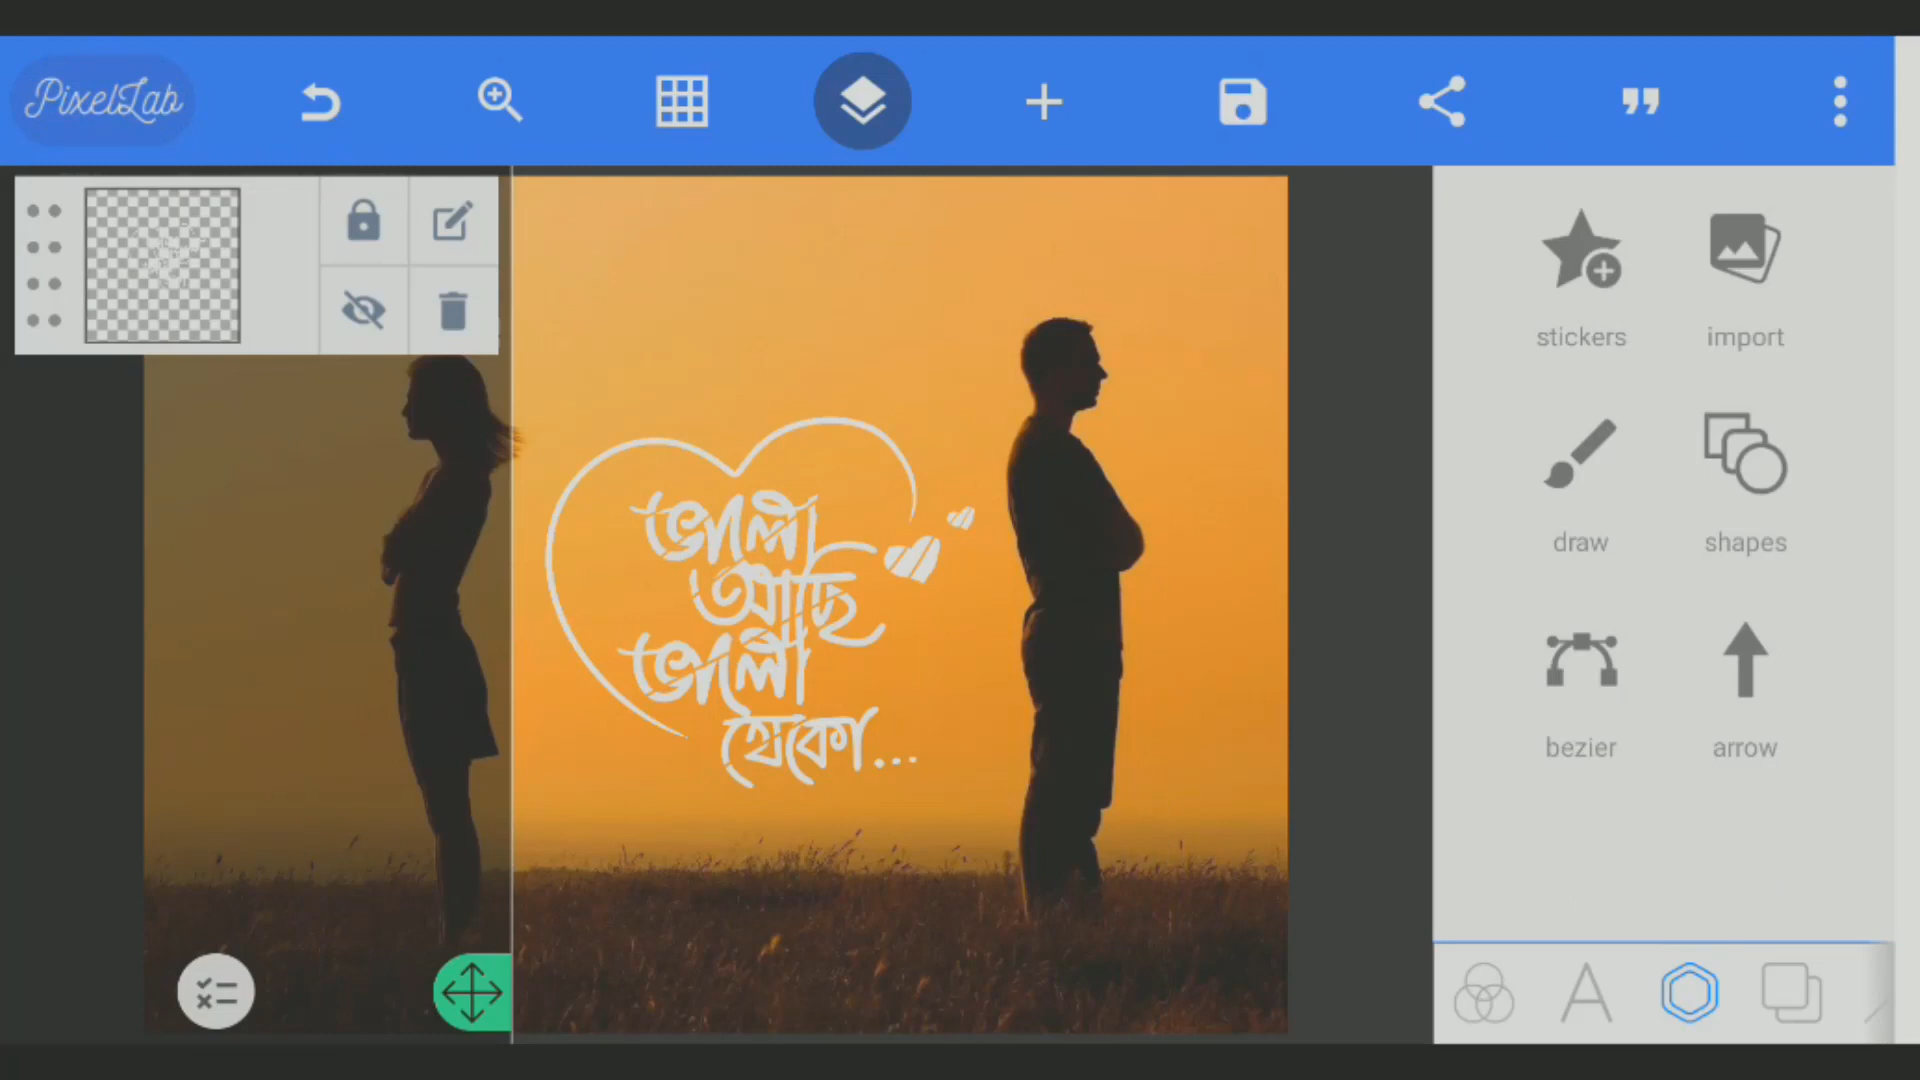 PixelLab
stickers
import
draw
shapes
bezier
arrow
ভালো
আছি
ভালো
থেকো...